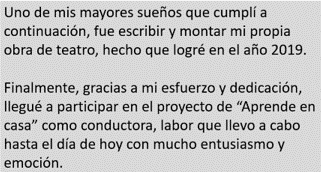 Uno de mis mayores sueños que cumplí a
continuación, fue escribir y montar mi propia
obra de teatro, hecho que logré en el año 2019.
Finalmente, gracias a mi esfuerzo y dedicación,
llegué a participar en el proyecto de “Aprende en
casa” como conductora, labor que llevo a cabo
hasta el día de hoy con mucho entusiasmo y
emoción.